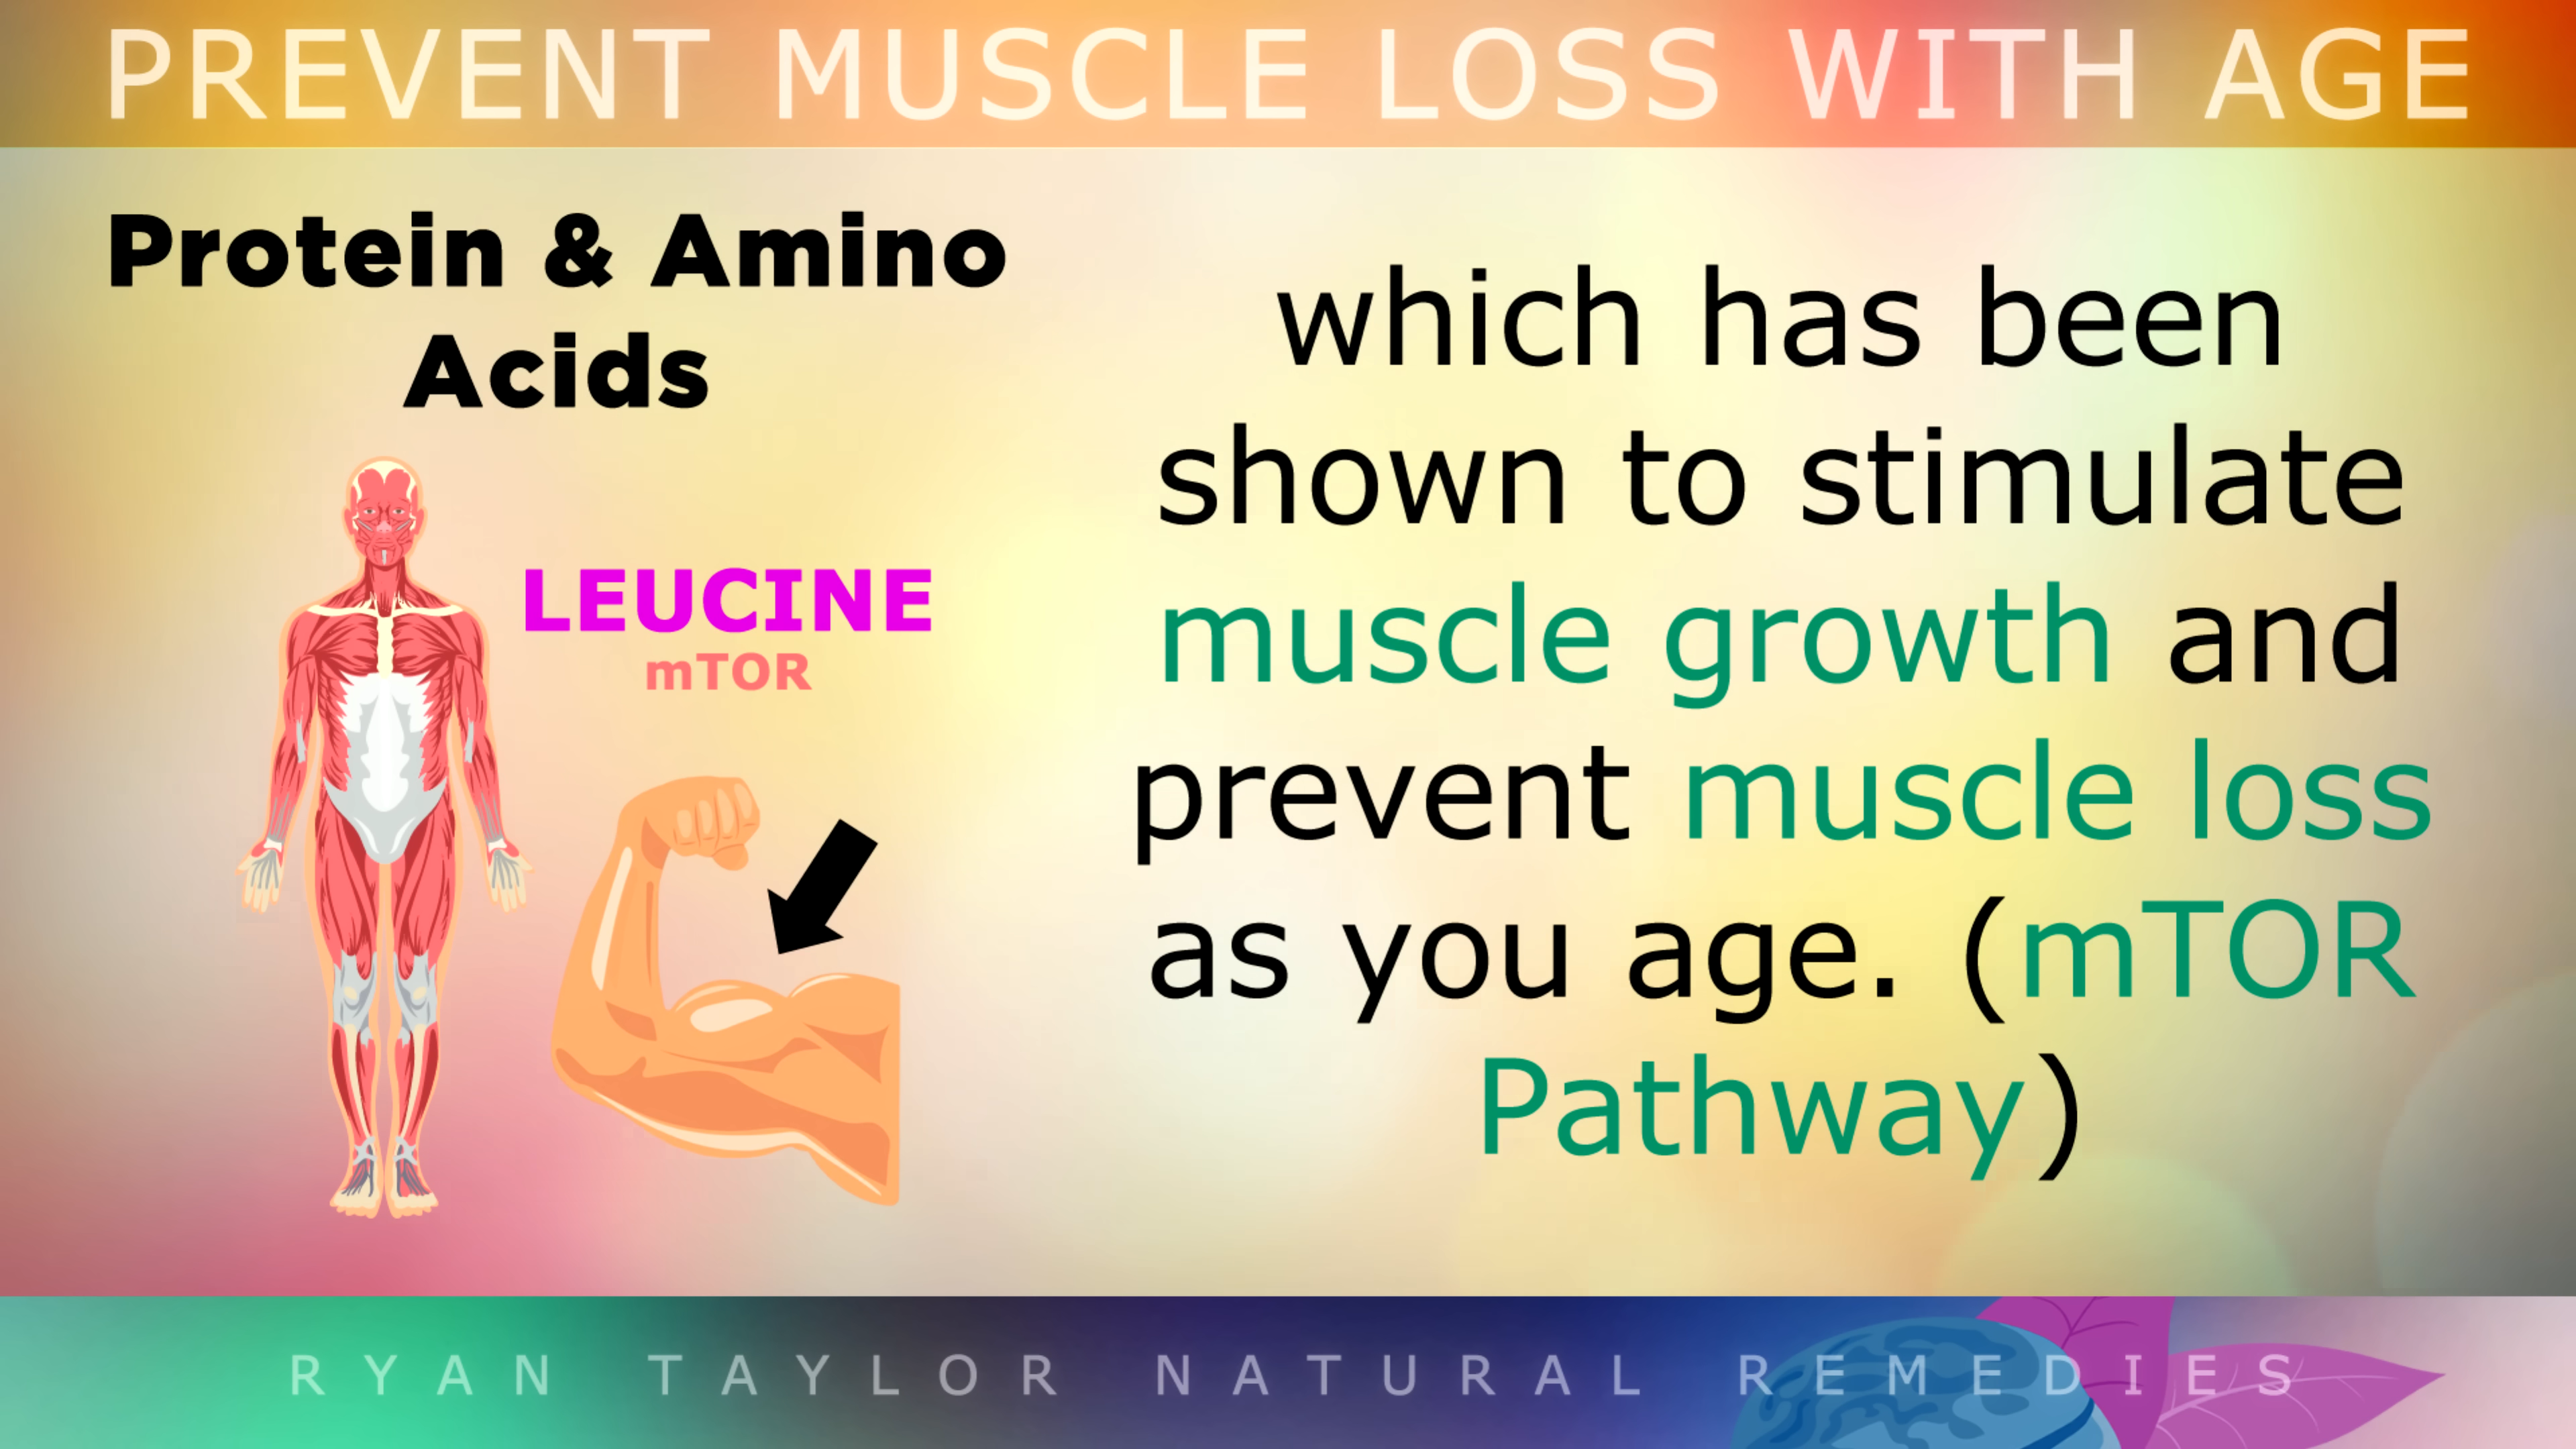 PREVENT MUSCLE LOSS WITH AGE
Protein & Amino
Acids
LEUCINE
mTOR
which has been
shown to stimulate
muscle growth and
prevent muscle loss
as you age. (mTOR
Pathway)
RYAN TAYLOR NATURAL REMEDIES